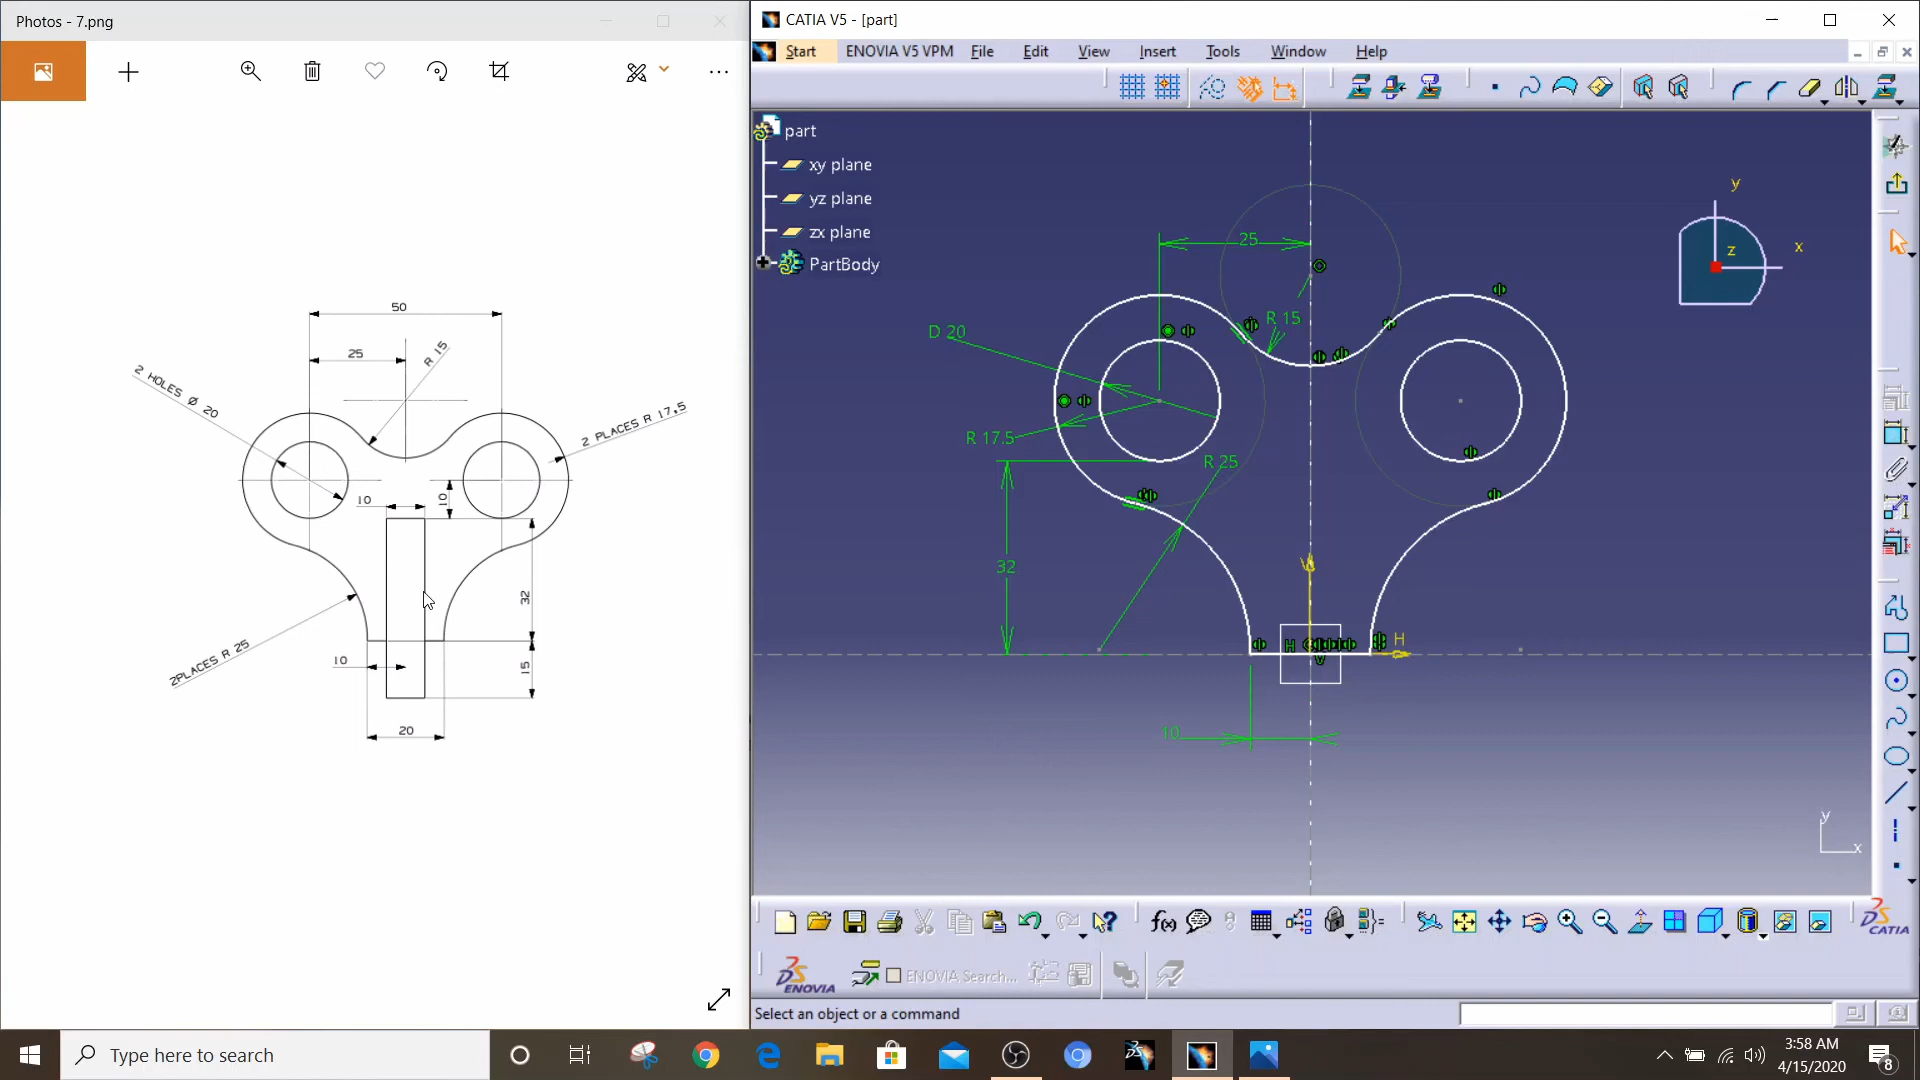 Photos - 7.png
50
25
R 15
2 HOLES Ø 20
2 PLACES R 17,5
10
10
32
2PLACES R 25
10
15
20
CATIA V5 - [part]
Start ENOVIA V5 VPM File Edit View Insert Tools Window Help
part
xy plane
yz plane
zx plane
PartBody
y
x
z
25
R 15
D 20
R 17.5
R 25
32
V
H
H
V
10
y
x
f(x)
CATIA
ENOVIA
ENOVIA Search...
Select an object or a command
Type here to search
3:58 AM
4/15/2020
8